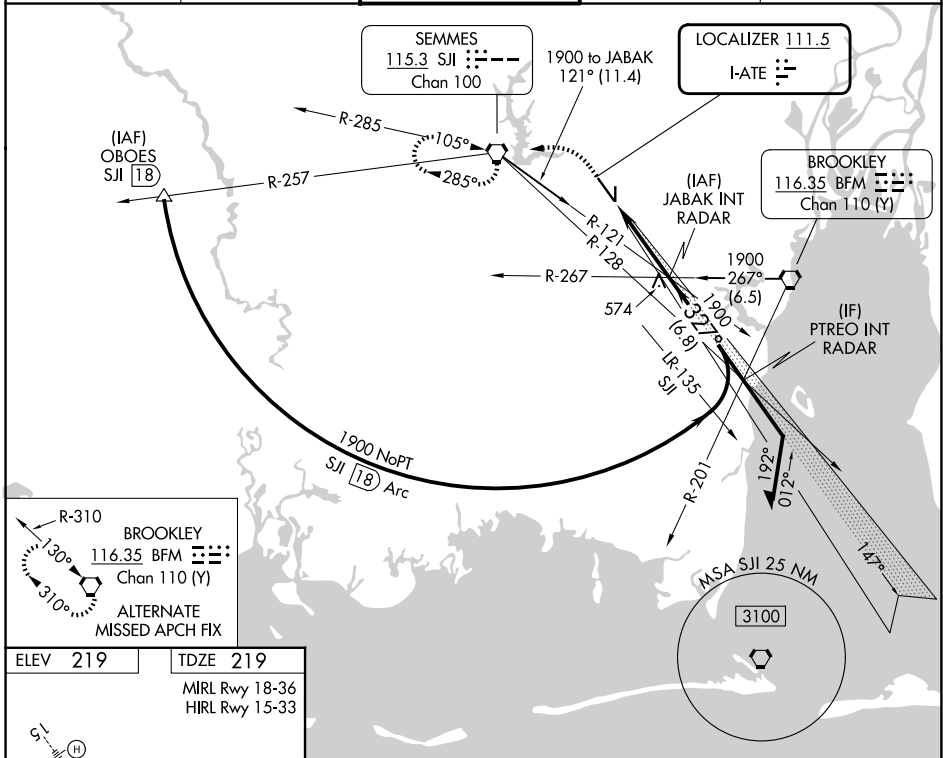 SEMMES
115.3 SJI
Chan 100
1900 to JABAK
121° (11.4)
LOCALIZER 111.5
I-ATE
R-285
105°
285°
(IAF)
OBOES
SJI 18
R-257
BROOKLEY
116.35 BFM
Chan 110 (Y)
(IAF)
JABAK INT
RADAR
R-121
R-128
R-267
1900
267°
(6.5)
574
1900
327°
(6.8)
(IF)
PTREO INT
RADAR
LR-135
SJI
1900 NoPT
SJI 18 Arc
R-201
192°
012°
147°
R-310
130°
310°
BROOKLEY
116.35 BFM
Chan 110 (Y)
ALTERNATE
MISSED APCH FIX
MSA SJI 25 NM
3100
ELEV 219
TDZE 219
MIRL Rwy 18-36
HIRL Rwy 15-33
15
H